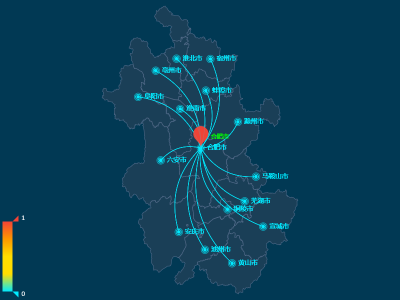 淮北市
宿州市
亳州市
蚌埠市
阜阳市
淮南市
滁州市
合肥市
合肥市
六安市
马鞍山市
芜湖市
铜陵市
宣城市
安庆市
池州市
黄山市
1
0